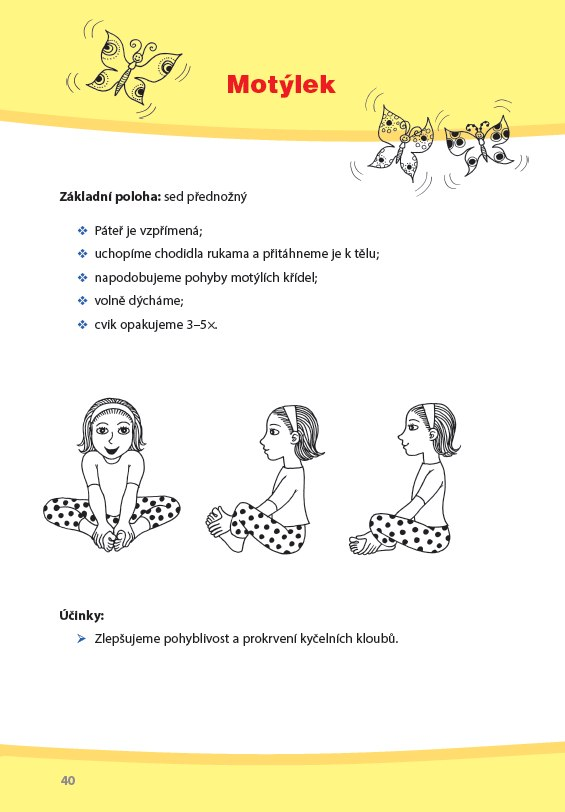 Motýlek
Základní poloha: sed přednožný
❖ Páteř je vzpřímená;
❖ uchopíme chodidla rukama a přitáhneme je k tělu;
❖ napodobujeme pohyby motýlích křídel;
❖ volně dýcháme;
❖ cvik opakujeme 3–5×.
Účinky:
➢ Zlepšujeme pohyblivost a prokrvení kyčelních kloubů.
40